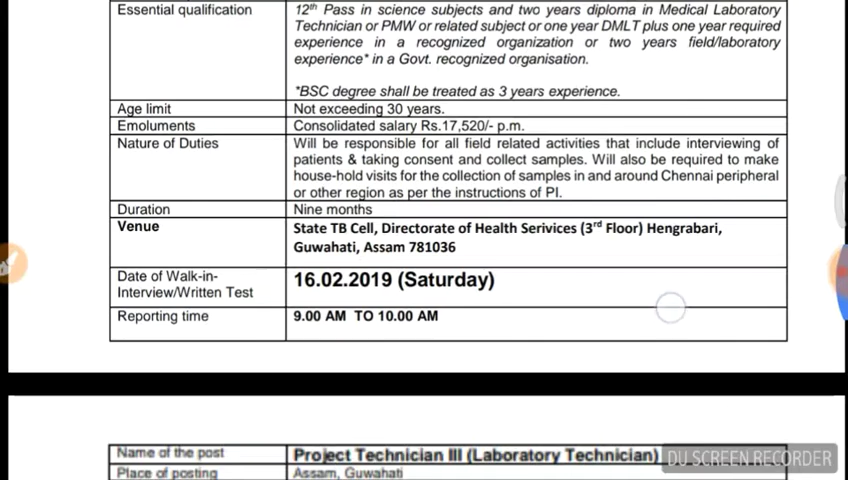 Essential qualification
12th Pass in science subjects and two years diploma in Medical Laboratory
Technician or PMW or related subject or one year DMLT plus one year required
experience in a recognized organization or two years field/laboratory
experience* in a Govt. recognized organisation.
*BSC degree shall be treated as 3 years experience.
Age limit
Not exceeding 30 years.
Emoluments
Consolidated salary Rs.17,520/- p.m.
Nature of Duties
Will be responsible for all field related activities that include interviewing of
patients & taking consent and collect samples. Will also be required to make
house-hold visits for the collection of samples in and around Chennai peripheral
or other region as per the instructions of PI.
Duration
Nine months
Venue
State TB Cell, Directorate of Health Serivices (3rd Floor) Hengrabari,
Guwahati, Assam 781036
Date of Walk-in-
Interview/Written Test
16.02.2019 (Saturday)
Reporting time
9.00 AM TO 10.00 AM
Name of the post
Project Technician III (Laboratory Technician)
DU SCREEN RECORDER
Place of posting
Assam, Guwahati